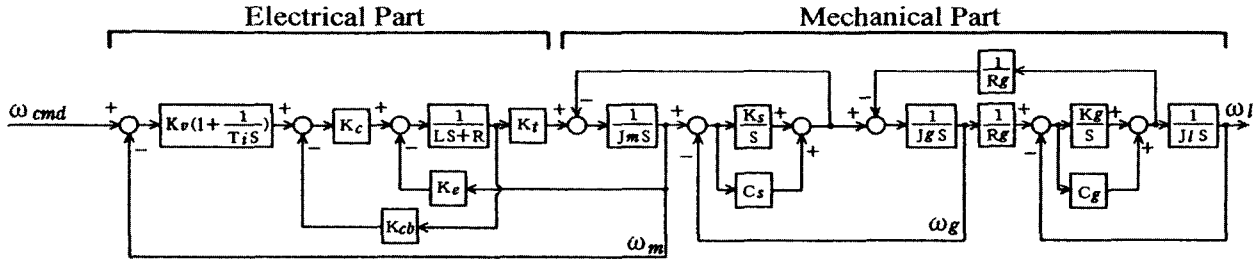 Electrical Part
Mechanical Part
ω cmd
+
−
Kv(1+ 1/TiS)
+
−
Kc
+
−
1/LS+R
Kt
+
−
1/JmS
+
−
Ks/S
+
+
Cs
+
−
1/JgS
1/Rg
1/Rg
+
−
Kg/S
+
+
Cg
1/JlS
ωl
Ke
Kcb
ωm
ωg